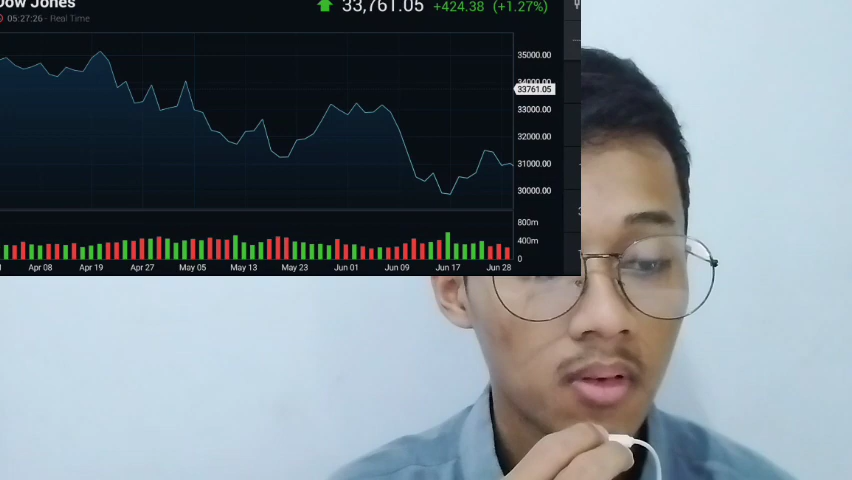 Dow Jones
33,761.05 +424.38 (+1.27%)
05:27:26 - Real Time
35000.00
34000.00
33761.05
33000.00
32000.00
31000.00
30000.00
800m
400m
0
Apr 08 Apr 19 Apr 27 May 05 May 13 May 23 Jun 01 Jun 09 Jun 17 Jun 28